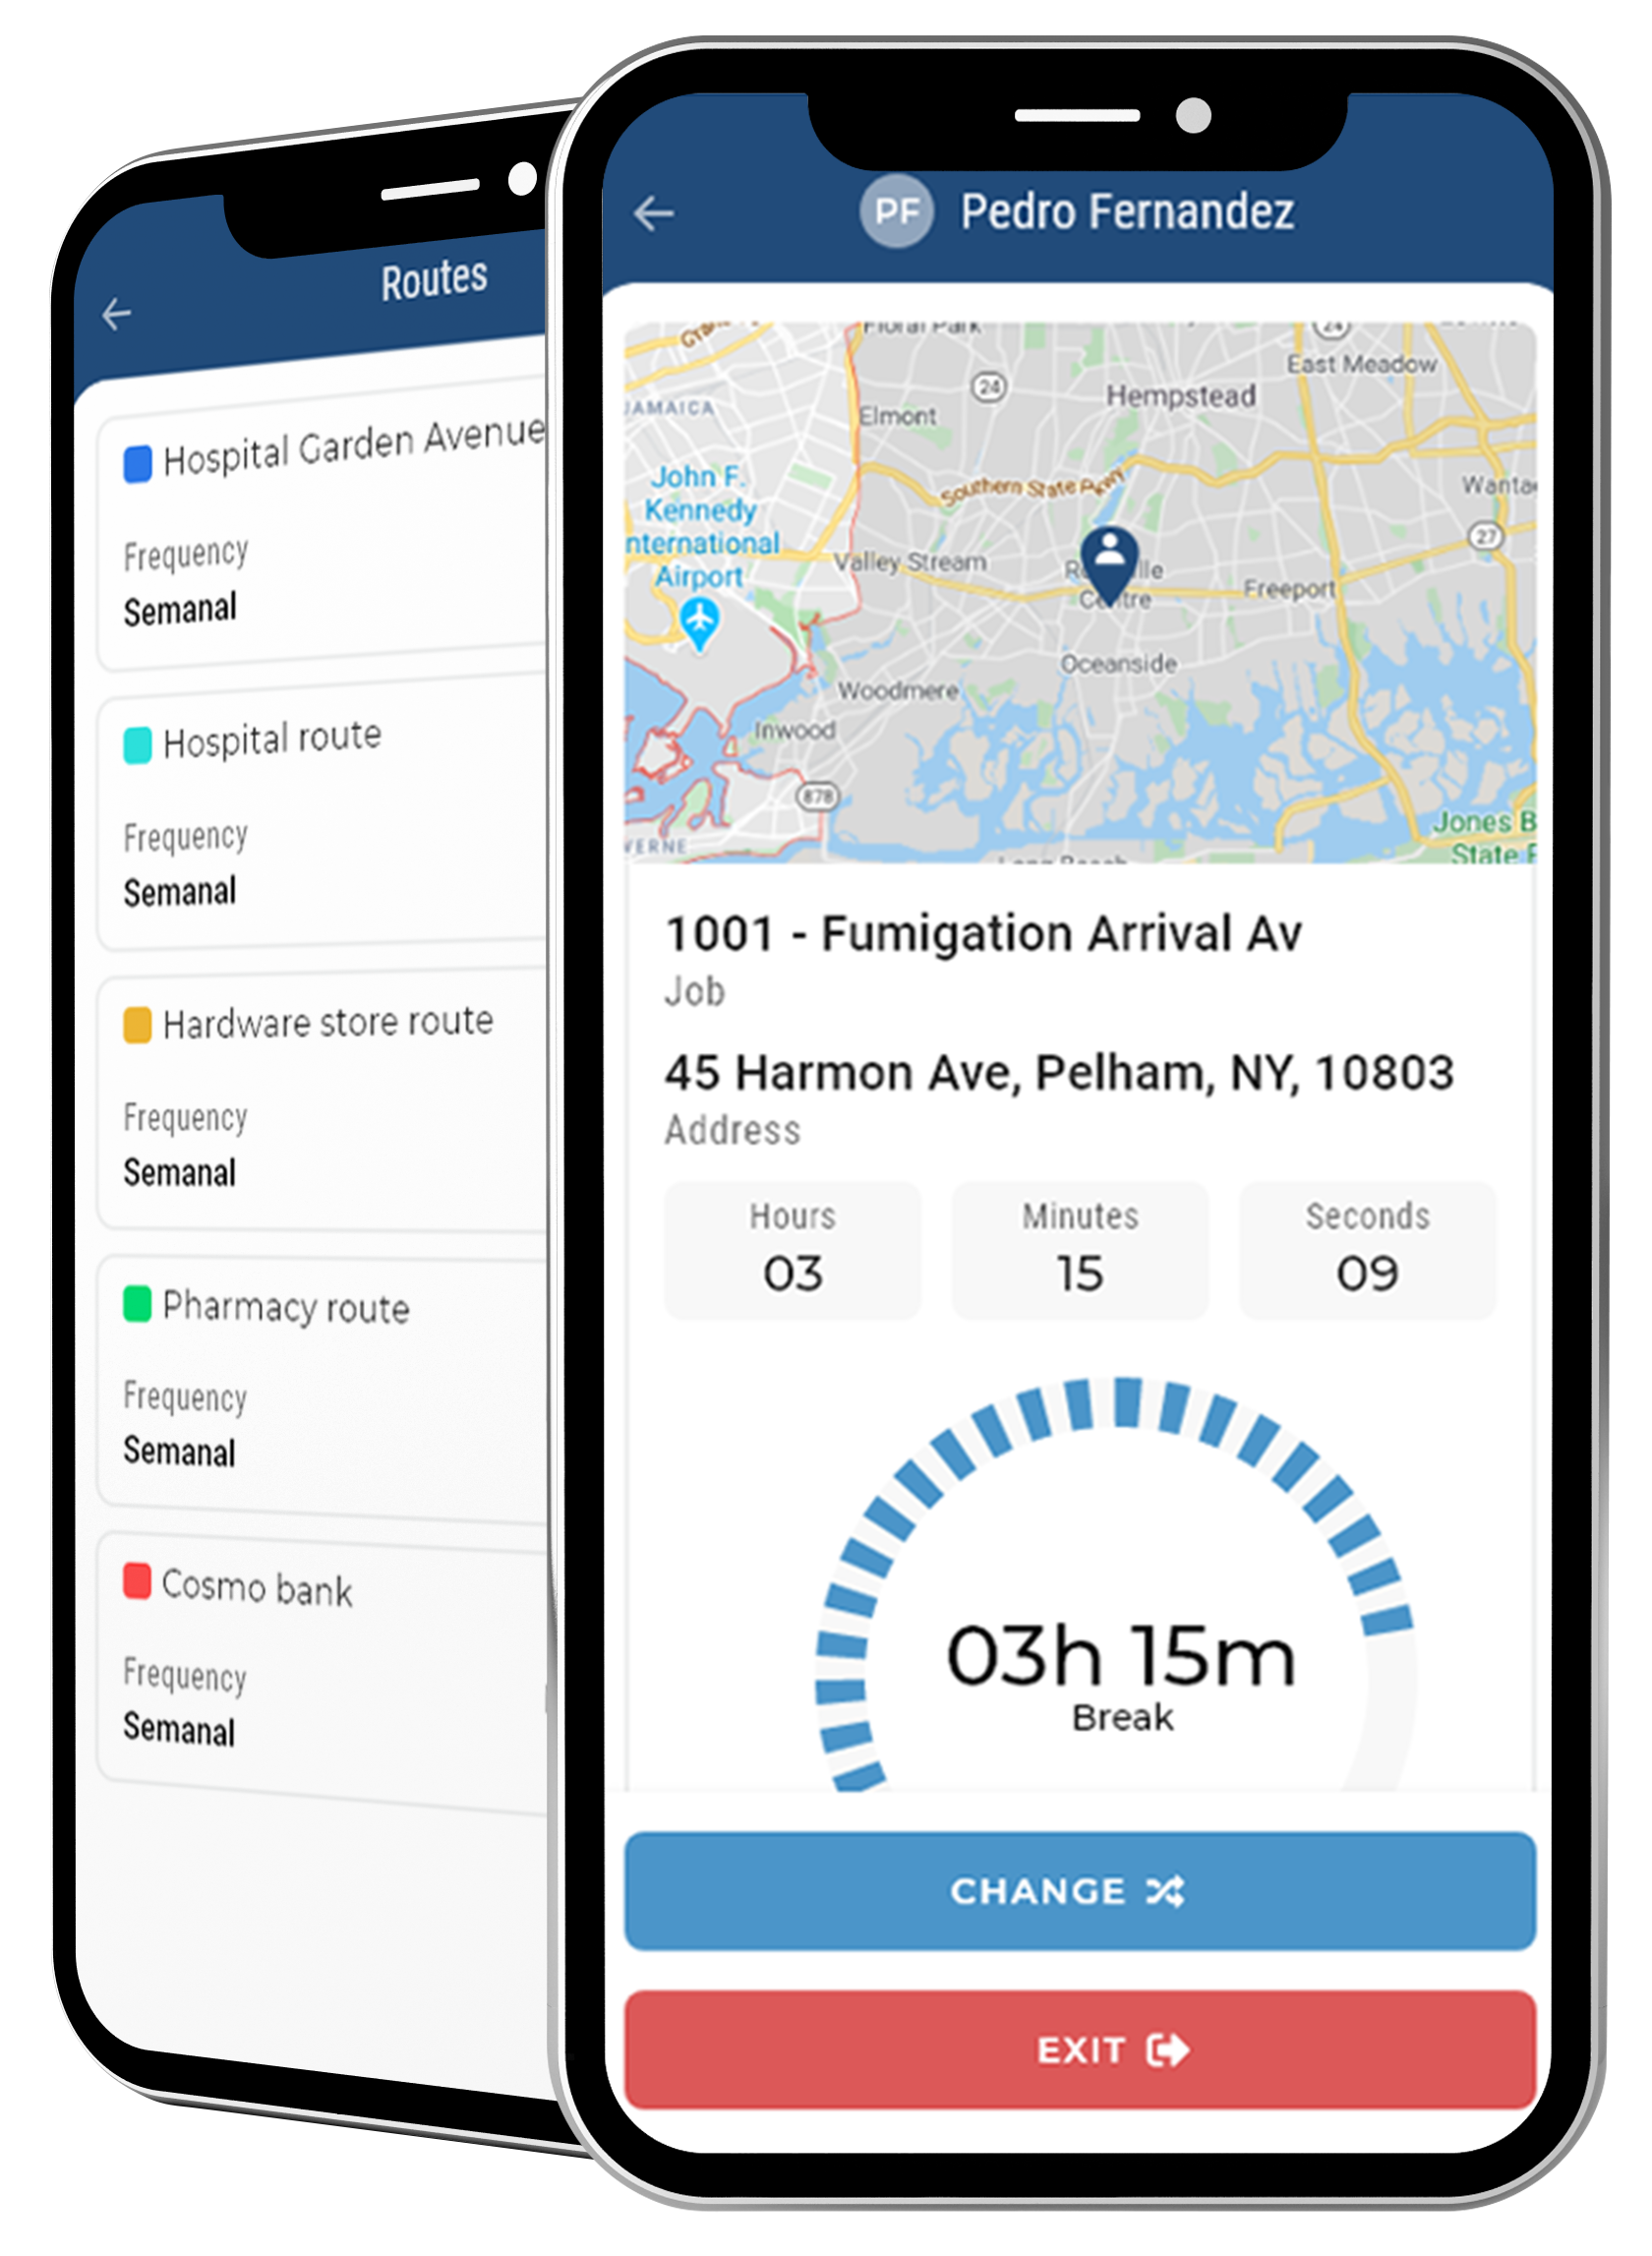 Routes
Hospital Garden Avenue
Frequency
Semanal
Hospital route
Frequency
Semanal
Hardware store route
Frequency
Semanal
Pharmacy route
Frequency
Semanal
Cosmo bank
Frequency
Semanal
PF Pedro Fernandez
Floral Park
24
24
East Meadow
Hempstead
JAMAICA
Elmont
John F.
Kennedy
nternational
Airport
Southern State Pkwy
27
Valley Stream
Centre
Freeport
Oceanside
Woodmere
Inwood
878
Jones B
State
1001 - Fumigation Arrival Av
Job
45 Harmon Ave, Pelham, NY, 10803
Address
Hours
Minutes
Seconds
03
15
09
03h 15m
Break
CHANGE
EXIT